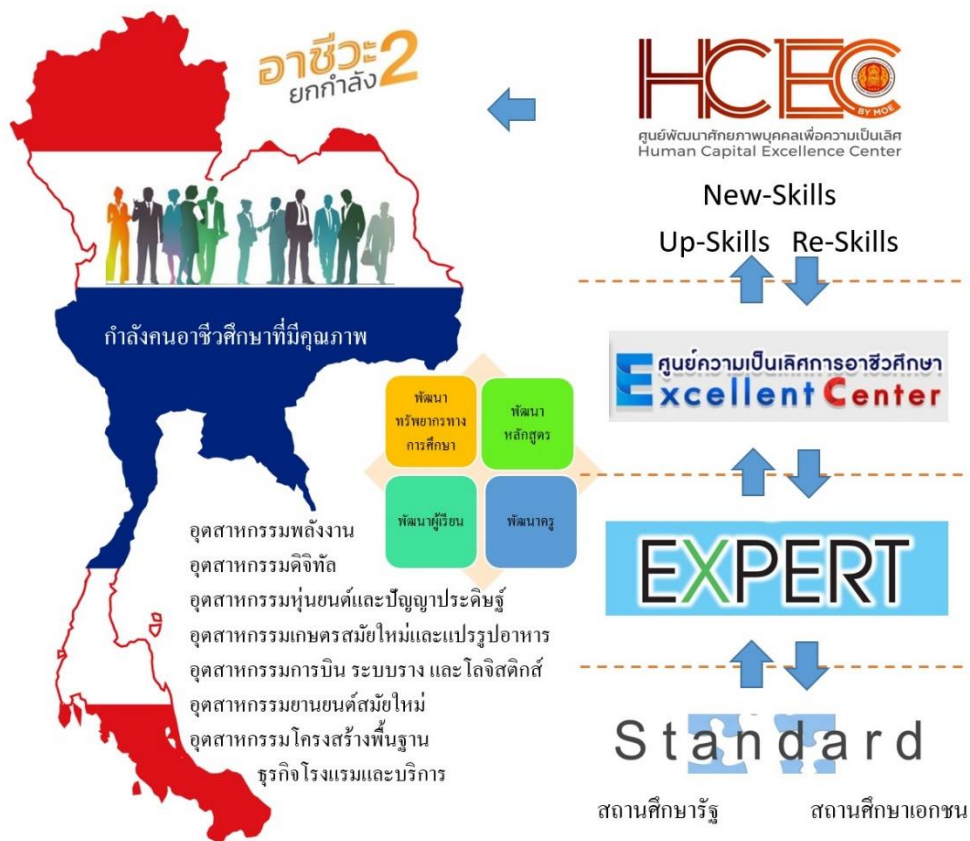 อาชีวะ2
ยกกำลัง
HCEC
BY MOE
ศูนย์พัฒนาศักยภาพบุคคลเพื่อความเป็นเลิศ
Human Capital Excellence Center
New-Skills
Up-Skills Re-Skills
กำลังคนอาชีวศึกษาที่มีคุณภาพ
ศูนย์ความเป็นเลิศการอาชีวศึกษา
Excellent Center
พัฒนา
ทรัพยากรทาง
การศึกษา
พัฒนา
หลักสูตร
พัฒนาผู้เรียน
พัฒนาครู
EXPERT
อุตสาหกรรมพลังงาน
อุตสาหกรรมดิจิทัล
อุตสาหกรรมหุ่นยนต์และปัญญาประดิษฐ์
อุตสาหกรรมเกษตรสมัยใหม่และแปรรูปอาหาร
อุตสาหกรรมการบิน ระบบราง และโลจิสติกส์
อุตสาหกรรมยานยนต์สมัยใหม่
อุตสาหกรรมโครงสร้างพื้นฐาน
ธุรกิจโรงแรมและบริการ
Standard
สถานศึกษารัฐ
สถานศึกษาเอกชน